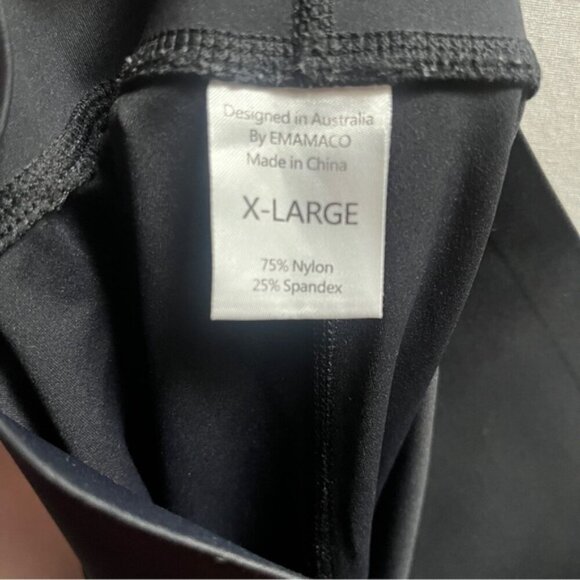 Designed in Australia
By EMAMACO
Made in China
X-LARGE
75% Nylon
25% Spandex